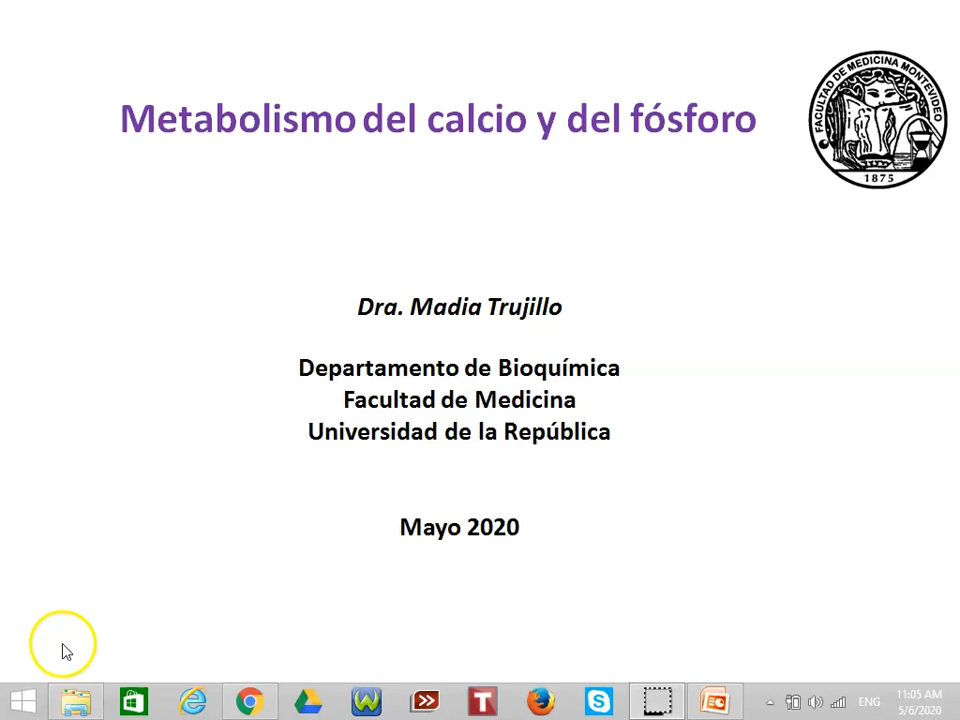 Metabolismo del calcio y del fósforo
FACULTAD DE MEDICINA MONTEVIDEO
1875
Dra. Madia Trujillo
Departamento de Bioquímica
Facultad de Medicina
Universidad de la República
Mayo 2020
ENG
11:05 AM
5/6/2020